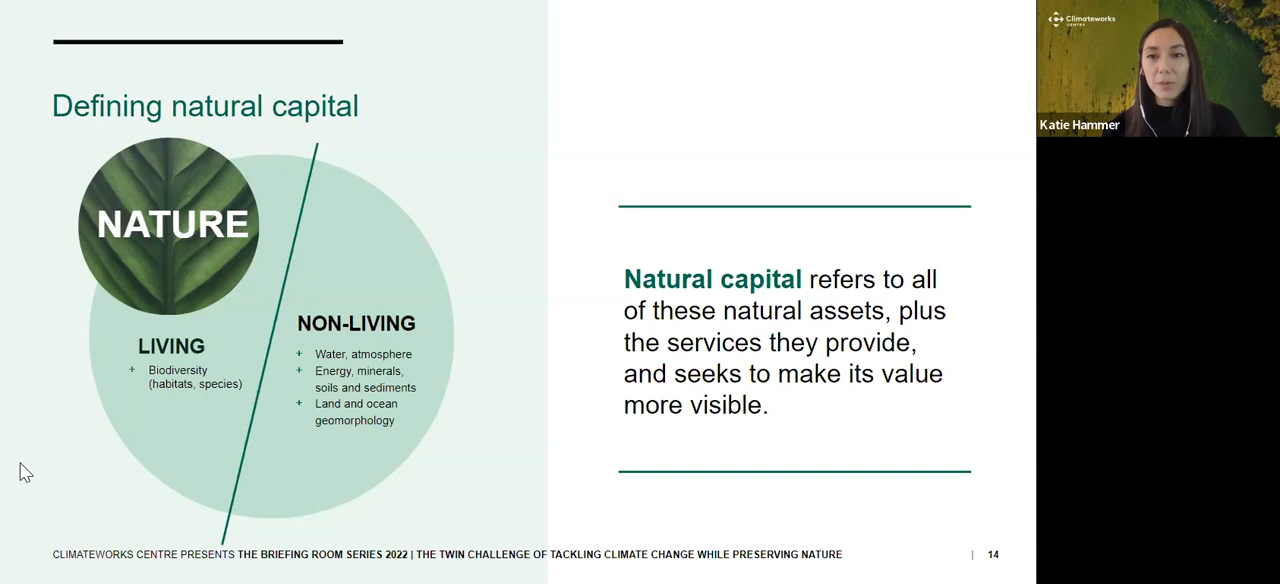 Defining natural capital
NATURE
LIVING
+ Biodiversity
(habitats, species)
NON-LIVING
+ Water, atmosphere
+ Energy, minerals,
soils and sediments
+ Land and ocean
geomorphology
Natural capital refers to all
of these natural assets, plus
the services they provide,
and seeks to make its value
more visible.
CLIMATEWORKS CENTRE PRESENTS THE BRIEFING ROOM SERIES 2022 | THE TWIN CHALLENGE OF TACKLING CLIMATE CHANGE WHILE PRESERVING NATURE
| 14
Climateworks
CENTRE
Katie Hammer